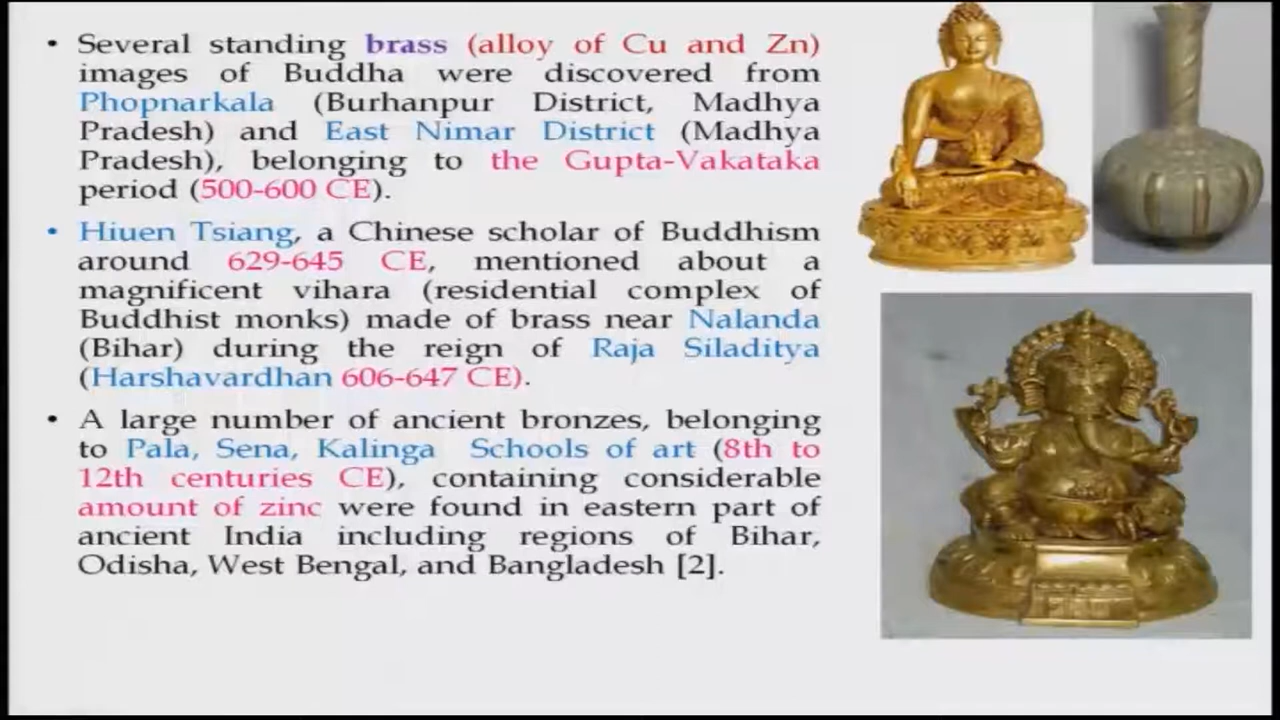 • Several standing brass (alloy of Cu and Zn)
images of Buddha were discovered from
Phopnarkala (Burhanpur District, Madhya
Pradesh) and East Nimar District (Madhya
Pradesh), belonging to the Gupta-Vakataka
period (500-600 CE).
• Hiuen Tsiang, a Chinese scholar of Buddhism
around 629-645 CE, mentioned about a
magnificent vihara (residential complex of
Buddhist monks) made of brass near Nalanda
(Bihar) during the reign of Raja Siladitya
(Harshavardhan 606-647 CE).
• A large number of ancient bronzes, belonging
to Pala, Sena, Kalinga Schools of art (8th to
12th centuries CE), containing considerable
amount of zinc were found in eastern part of
ancient India including regions of Bihar,
Odisha, West Bengal, and Bangladesh [2].